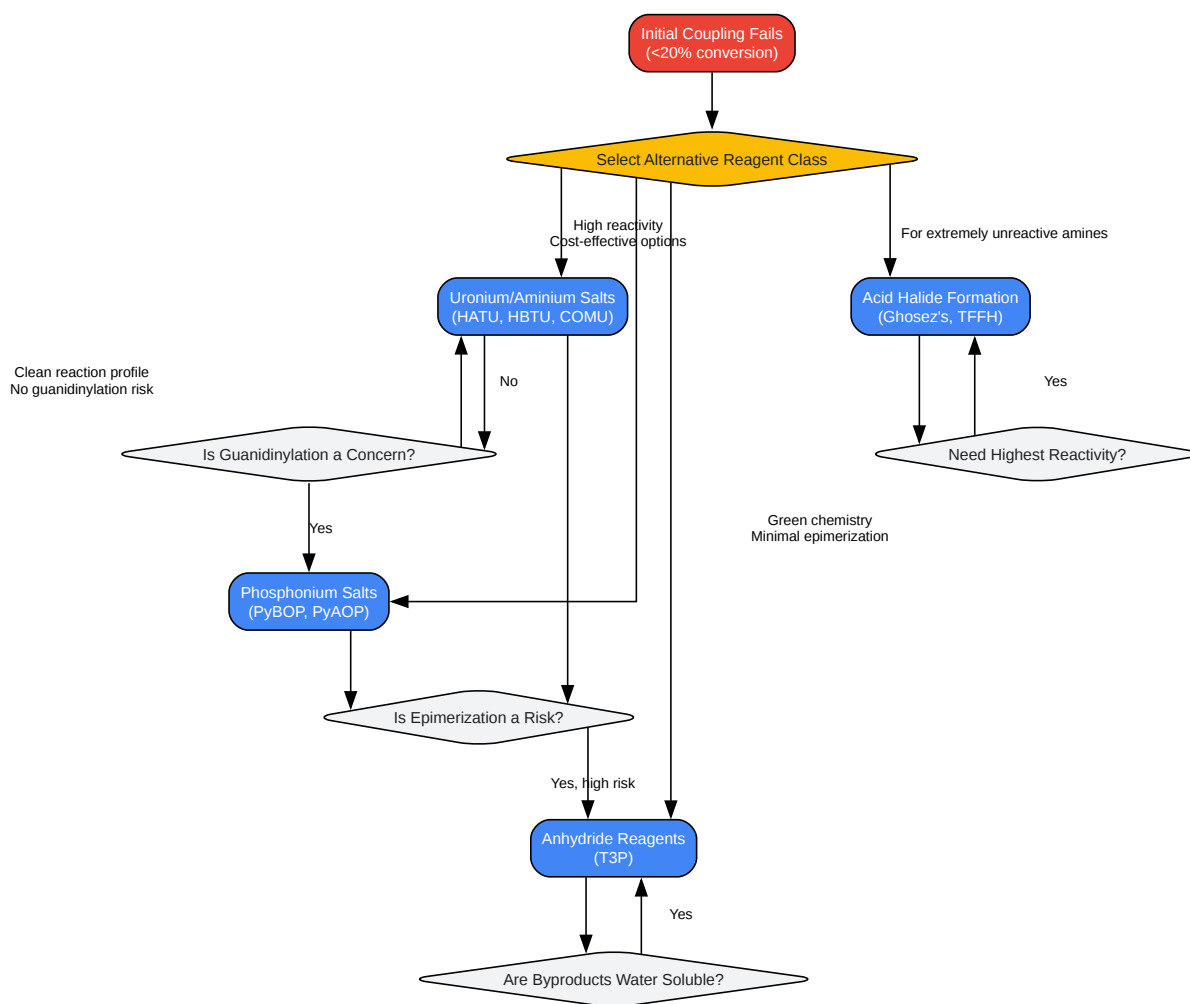 Initial Coupling Fails
(<20% conversion)
Select Alternative Reagent Class
High reactivity
Cost-effective options
For extremely unreactive amines
Uronium/Aminium Salts
(HATU, HBTU, COMU)
Acid Halide Formation
(Ghosez's, TFFH)
Clean reaction profile
No guanidinylation risk
No
Yes
Is Guanidinylation a Concern?
Need Highest Reactivity?
Yes
Green chemistry
Minimal epimerization
Phosphonium Salts
(PyBOP, PyAOP)
Is Epimerization a Risk?
Yes, high risk
Anhydride Reagents
(T3P)
Yes
Are Byproducts Water Soluble?